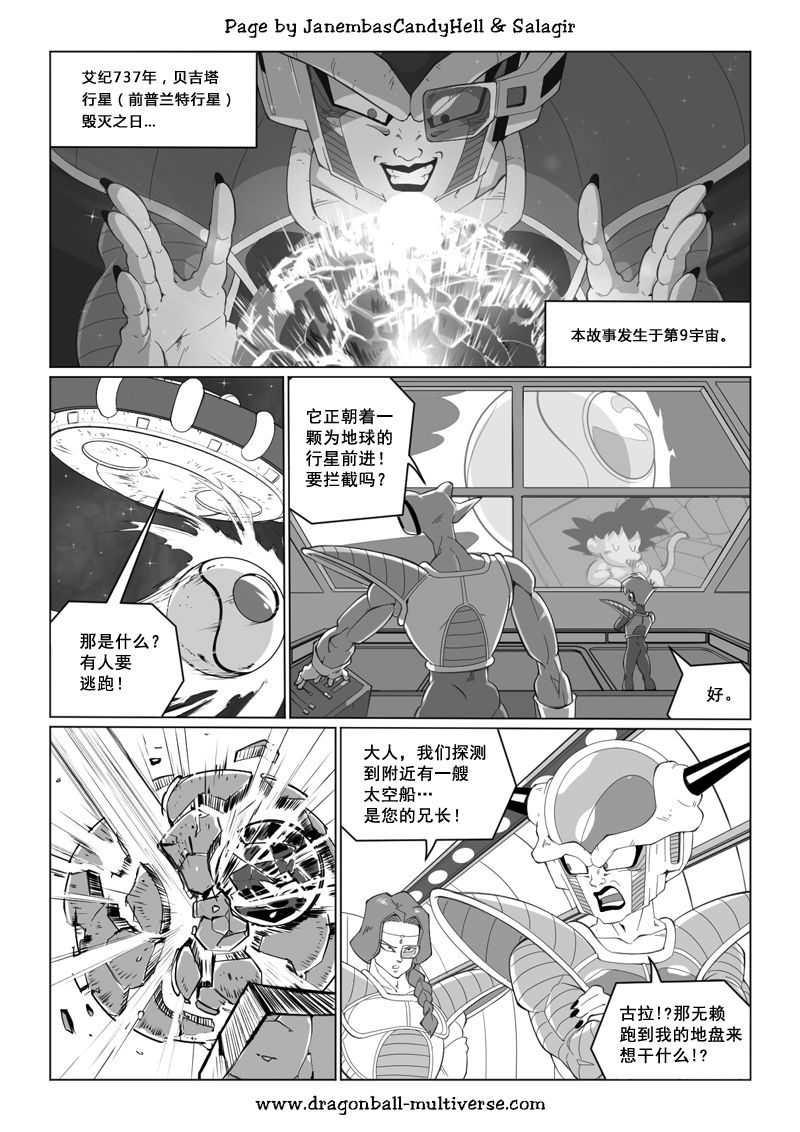 Page by JanembasCandyHell & Salagir
艾纪737年，贝吉塔
行星（前普兰特行星）
毁灭之日...
本故事发生于第9宇宙。
那是什么？
有人要
逃跑！
它正朝着一
颗为地球的
行星前进！
要拦截吗？
好。
大人，我们探测
到附近有一艘
太空船…
是您的兄长！
古拉!?那无赖
跑到我的地盘来
想干什么!?
www.dragonball-multiverse.com